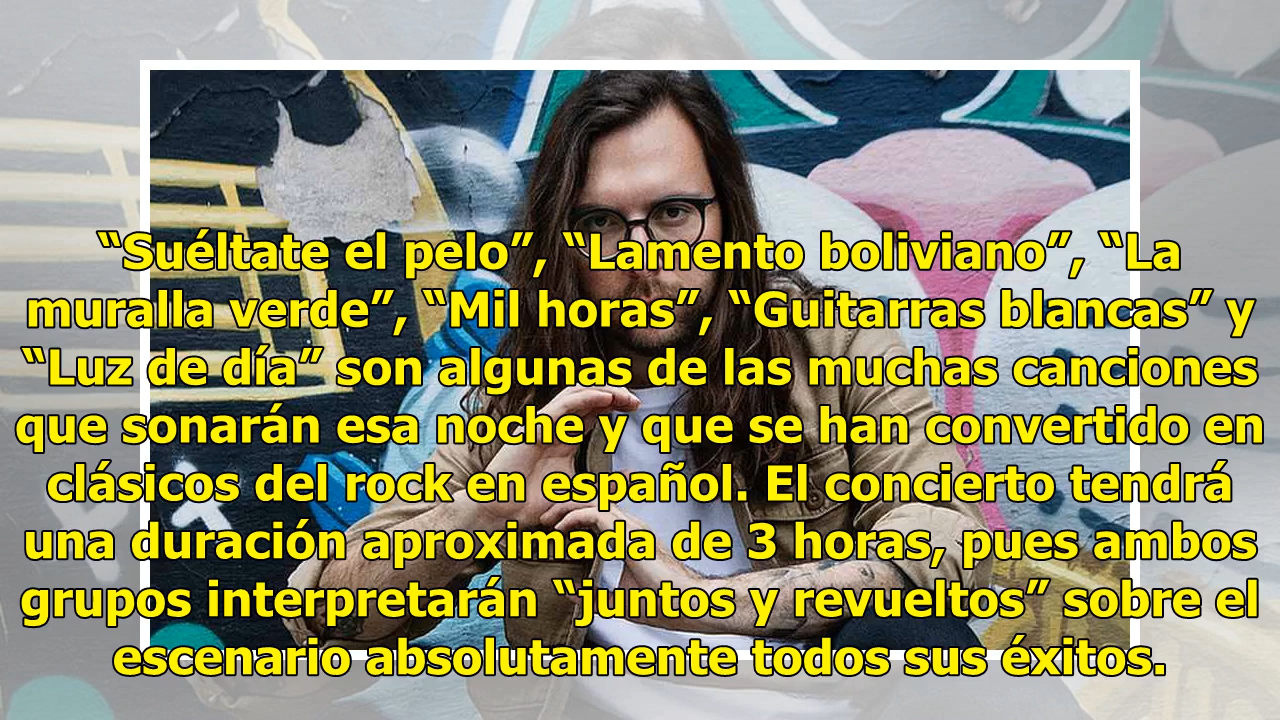 “Suéltate el pelo”, “Lamento boliviano”, “La
muralla verde”, “Mil horas”, “Guitarras blancas” y
“Luz de día” son algunas de las muchas canciones
que sonarán esa noche y que se han convertido en
clásicos del rock en español. El concierto tendrá
una duración aproximada de 3 horas, pues ambos
grupos interpretarán “juntos y revueltos” sobre el
escenario absolutamente todos sus éxitos.